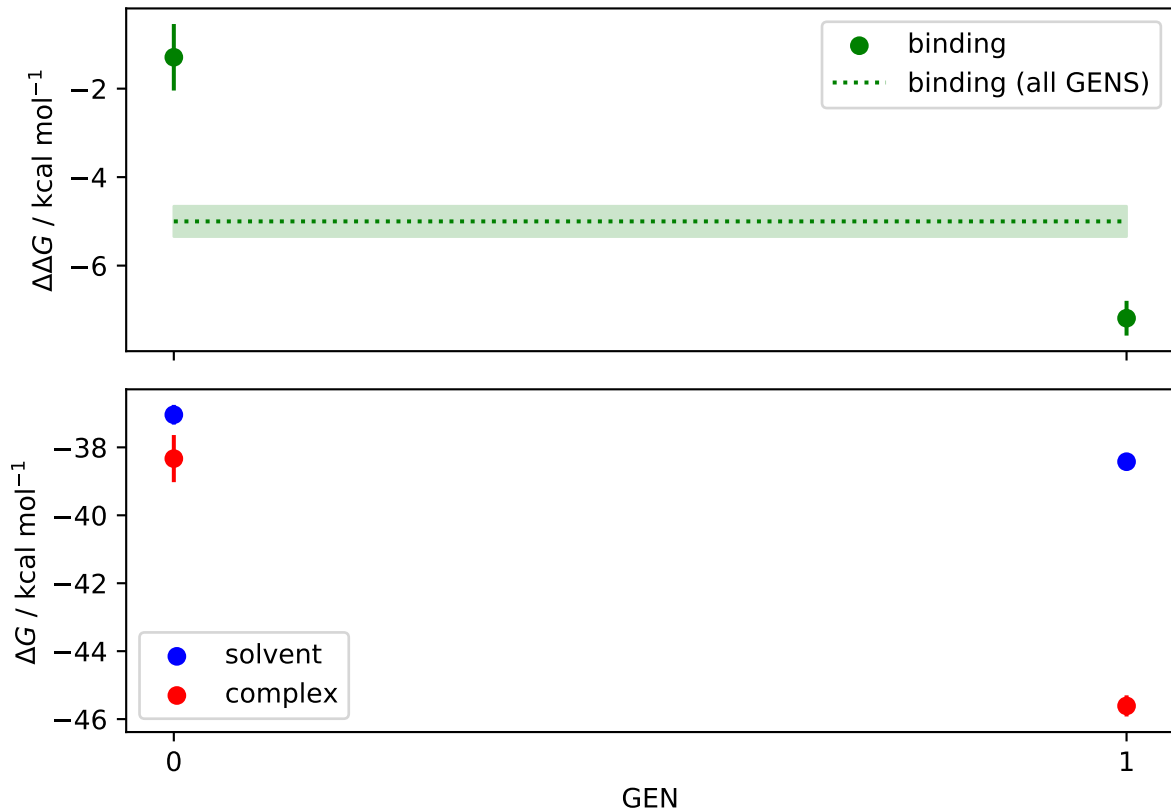 −2
−4
−6
ΔΔG / kcal mol⁻¹
binding
binding (all GENS)
−38
−40
−42
−44
−46
ΔG / kcal mol⁻¹
solvent
complex
0
1
GEN